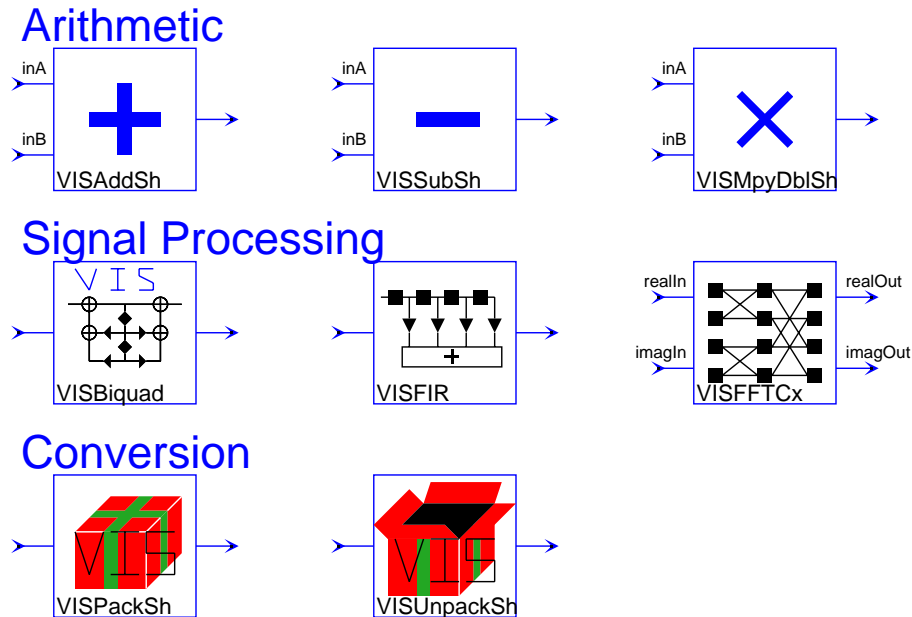 Arithmetic
inA
inB
VISAddSh
inA
inB
VISSubSh
inA
inB
VISMpyDblSh
Signal Processing
VIS
VISBiquad
VISFIR
realIn
imagIn
realOut
imagOut
VISFFTCx
Conversion
VIS
VISPackSh
VIS
VISUnpackSh